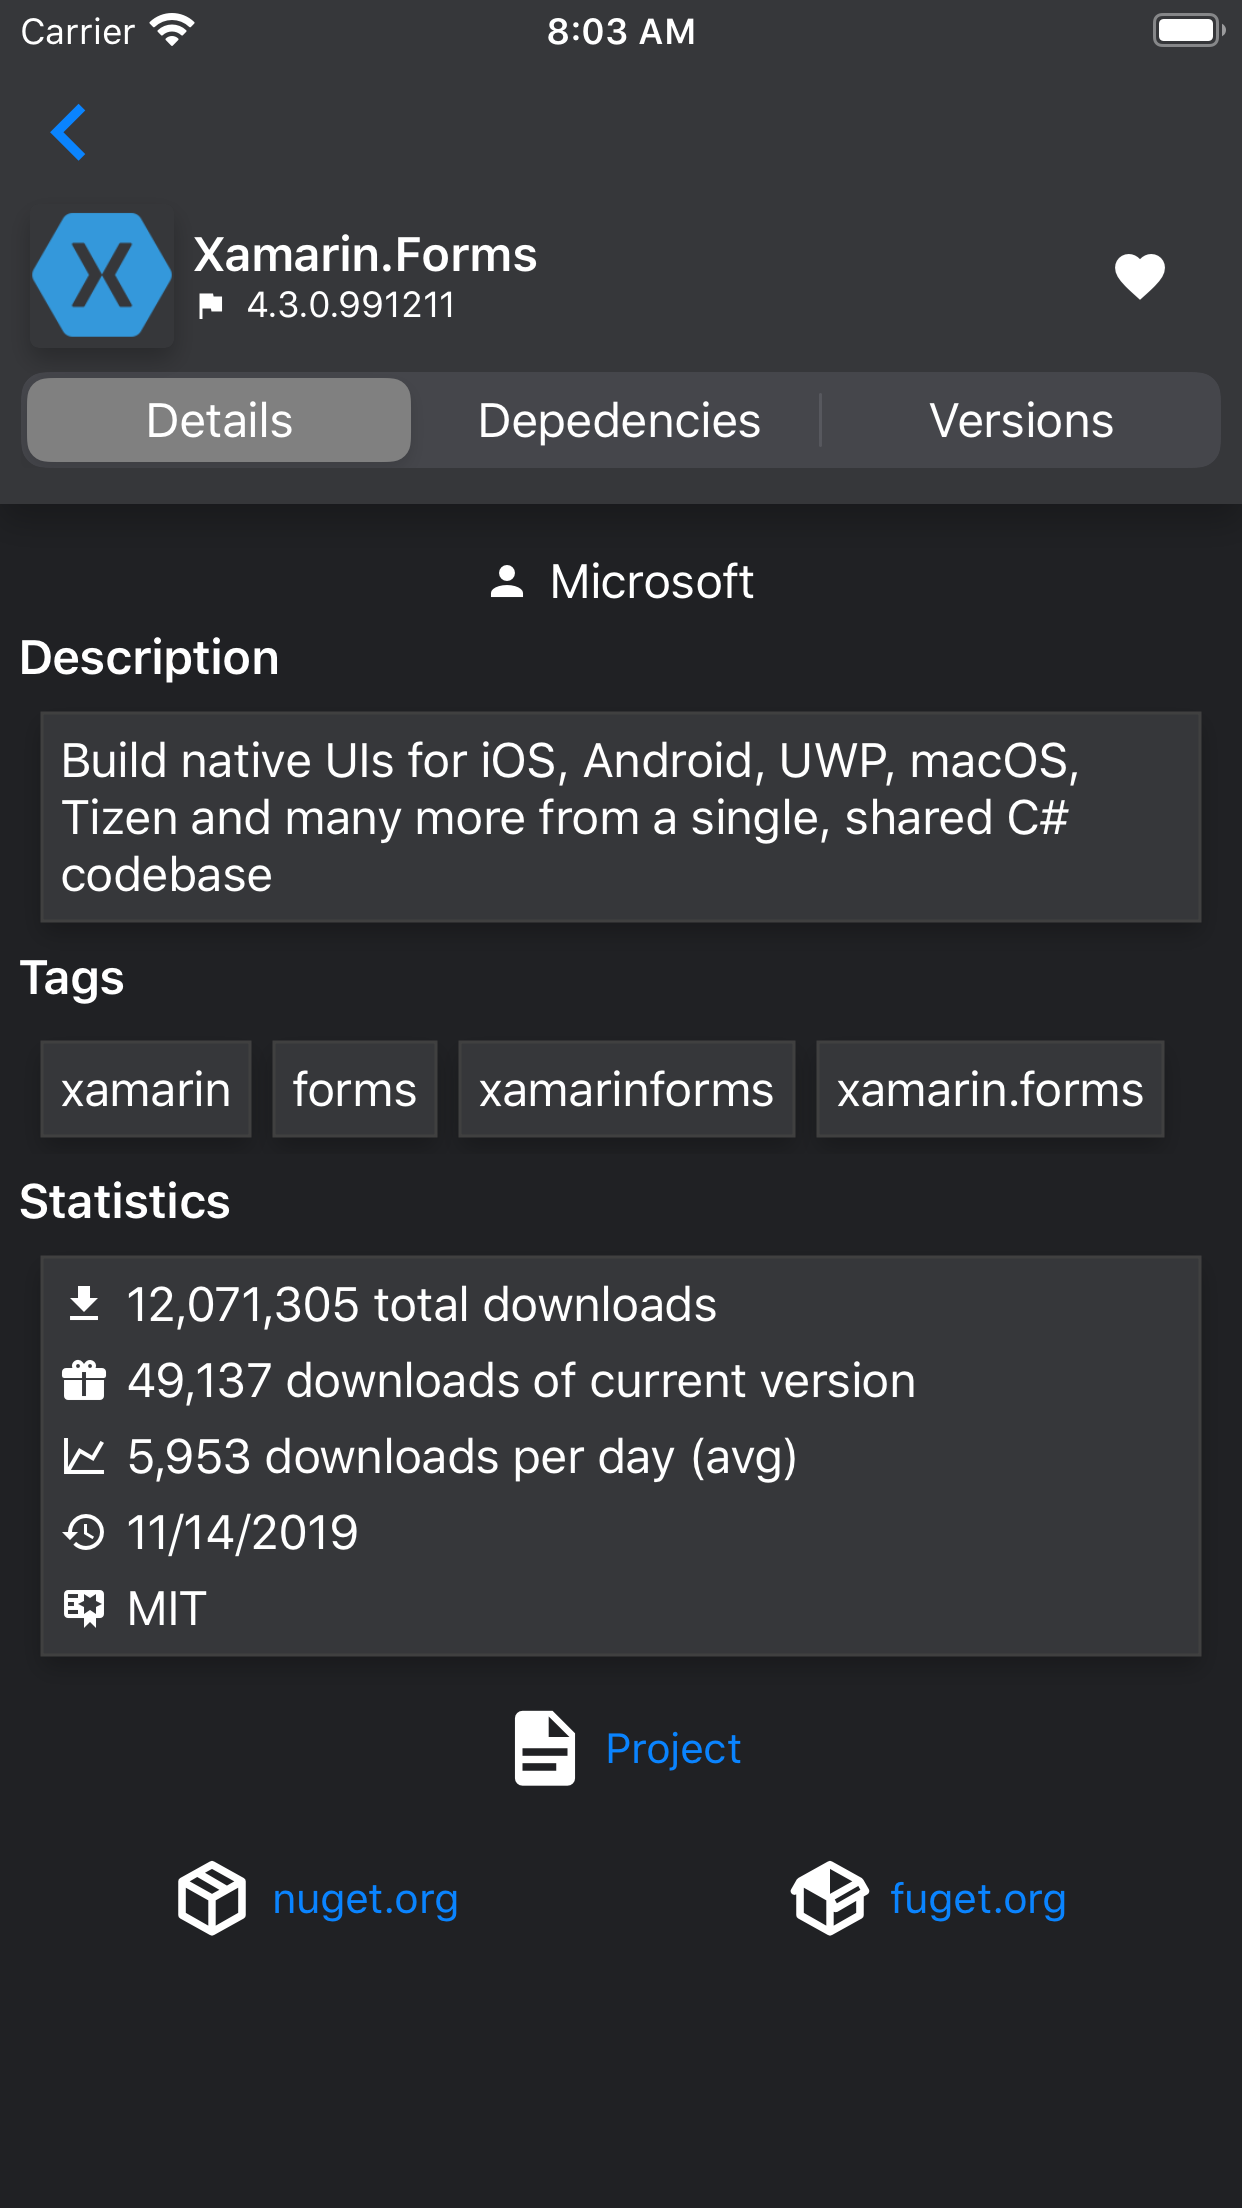 Carrier 8:03 AM
Xamarin.Forms
4.3.0.991211
Details Depedencies Versions
Microsoft
Description
Build native UIs for iOS, Android, UWP, macOS,
Tizen and many more from a single, shared C#
codebase
Tags
xamarin forms xamarinforms xamarin.forms
Statistics
12,071,305 total downloads
49,137 downloads of current version
5,953 downloads per day (avg)
11/14/2019
MIT
Project
nuget.org fuget.org